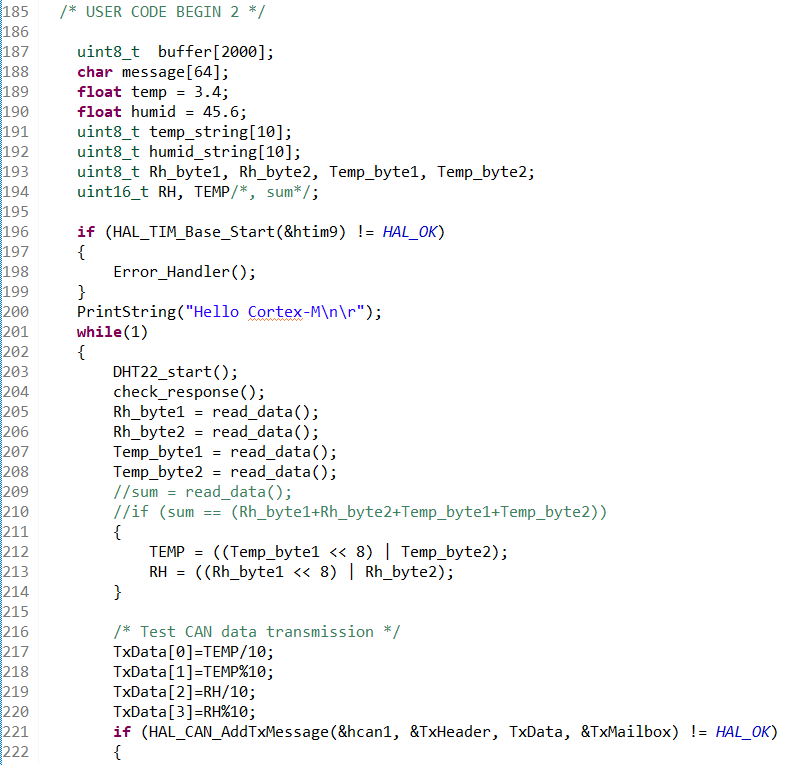 185 /* USER CODE BEGIN 2 */
186
187 uint8_t  buffer[2000];
188 char message[64];
189 float temp = 3.4;
190 float humid = 45.6;
191 uint8_t temp_string[10];
192 uint8_t humid_string[10];
193 uint8_t Rh_byte1, Rh_byte2, Temp_byte1, Temp_byte2;
194 uint16_t RH, TEMP/*, sum*/;
195
196 if (HAL_TIM_Base_Start(&htim9) != HAL_OK)
197 {
198 Error_Handler();
199 }
200 PrintString("Hello Cortex-M\n\r");
201 while(1)
202 {
203 DHT22_start();
204 check_response();
205 Rh_byte1 = read_data();
206 Rh_byte2 = read_data();
207 Temp_byte1 = read_data();
208 Temp_byte2 = read_data();
209 //sum = read_data();
210 //if (sum == (Rh_byte1+Rh_byte2+Temp_byte1+Temp_byte2))
211 {
212 TEMP = ((Temp_byte1 << 8) | Temp_byte2);
213 RH = ((Rh_byte1 << 8) | Rh_byte2);
214 }
215
216 /* Test CAN data transmission */
217 TxData[0]=TEMP/10;
218 TxData[1]=TEMP%10;
219 TxData[2]=RH/10;
220 TxData[3]=RH%10;
221 if (HAL_CAN_AddTxMessage(&hcan1, &TxHeader, TxData, &TxMailbox) != HAL_OK)
222 {